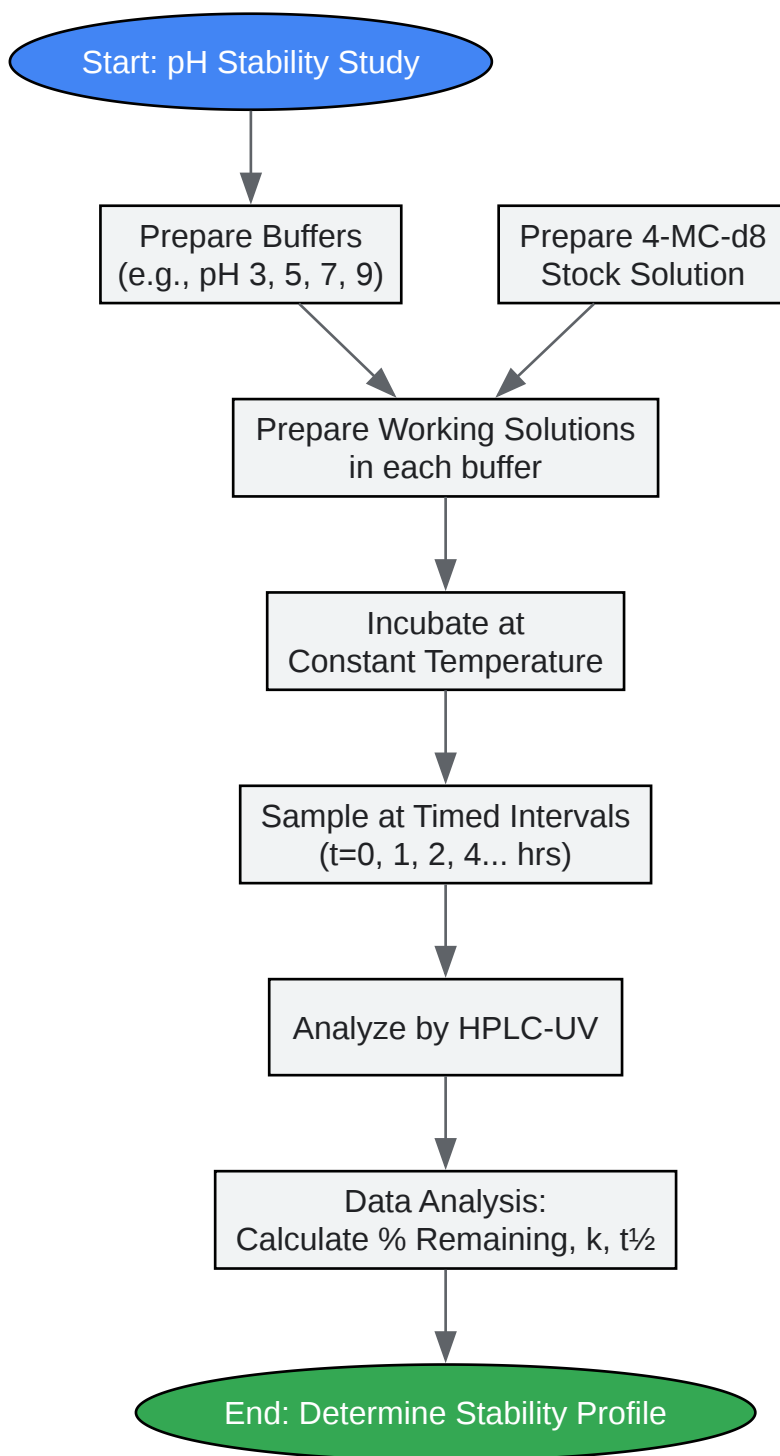 Start: pH Stability Study
Prepare Buffers
(e.g., pH 3, 5, 7, 9)
Prepare 4-MC-d8
Stock Solution
Prepare Working Solutions
in each buffer
Incubate at
Constant Temperature
Sample at Timed Intervals
(t=0, 1, 2, 4... hrs)
Analyze by HPLC-UV
Data Analysis:
Calculate % Remaining, k, t½
End: Determine Stability Profile